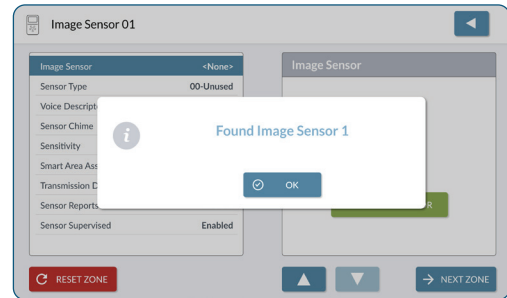 Image Sensor 01
Image Sensor <None>
Sensor Type 00-Unused
Voice Descript
Sensor Chime
Sensitivity
Smart Area Ass
Transmission D
Sensor Reports
Sensor Supervised Enabled
Image Sensor
Found Image Sensor 1
OK
R
RESET ZONE
NEXT ZONE